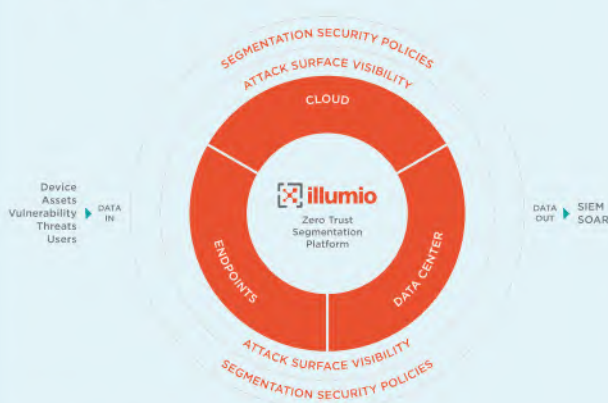 SEGMENTATION SECURITY POLICIES
ATTACK SURFACE VISIBILITY
CLOUD
illumio
Zero Trust
Segmentation
Platform
Device
Assets
Vulnerability
Threats
Users
DATA
IN
DATA
OUT
SIEM
SOAR
ENDPOINTS
DATA CENTER
ATTACK SURFACE VISIBILITY
SEGMENTATION SECURITY POLICIES